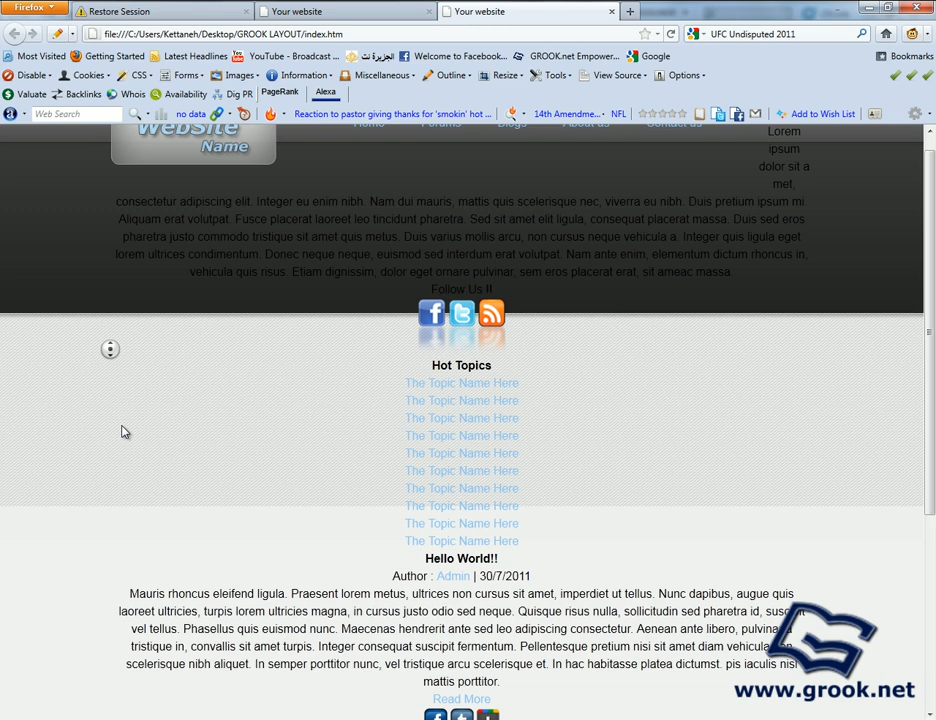 Firefox
Restore Session
Your website
Your website
file:///C:/Users/Kettaneh/Desktop/GROOK LAYOUT/index.htm
UFC Undisputed 2011
Most Visited
Getting Started
Latest Headlines
YouTube - Broadcast ...
الجزيرة نت
Welcome to Facebook...
GROOK.net Empower...
Google
Bookmarks
Disable
Cookies
CSS
Forms
Images
Information
Miscellaneous
Outline
Resize
Tools
View Source
Options
Valuate
Backlinks
Whois
Availability
Dig PR
PageRank
Alexa
Web Search
no data
Reaction to pastor giving thanks for 'smokin' hot ...
14th Amendme...
NFL
Add to Wish List
WebSite
Name
Home
Forums
Blogs
About us
Contact us
Lorem
ipsum
dolor sit a
met,
consectetur adipiscing elit. Integer eu enim nibh. Nam dui mauris, mattis quis scelerisque nec, viverra eu nibh. Duis pretium ipsum mi.
Aliquam erat volutpat. Fusce placerat laoreet leo tincidunt pharetra. Sed sit amet elit ligula, consequat placerat massa. Duis sed eros
pharetra justo commodo tristique sit amet quis metus. Duis varius mollis arcu, non cursus neque vehicula a. Integer quis ligula eget
lorem ultrices condimentum. Donec neque neque, euismod sed interdum erat volutpat. Nam ante enim, elementum dictum rhoncus in,
vehicula quis risus. Etiam dignissim, dolor eget ornare pulvinar, sem eros placerat erat, sit ameac massa.
Follow Us !!
Hot Topics
The Topic Name Here
The Topic Name Here
The Topic Name Here
The Topic Name Here
The Topic Name Here
The Topic Name Here
The Topic Name Here
The Topic Name Here
The Topic Name Here
The Topic Name Here
Hello World!!
Author : Admin | 30/7/2011
Mauris rhoncus eleifend ligula. Praesent lorem metus, ultrices non cursus sit amet, imperdiet ut tellus. Nunc dapibus, augue quis
laoreet ultricies, turpis lorem ultricies magna, in cursus justo odio sed neque. Quisque risus nulla, sollicitudin sed pharetra id,
vel tellus. Phasellus quis euismod nunc. Maecenas hendrerit ante sed leo adipiscing consectetur. Aenean ante libero,
tristique in, convallis sit amet turpis. Integer consequat suscipit fermentum. Pellentesque pretium nisi sit amet diam
scelerisque nibh aliquet. In semper porttitor nunc, vel tristique arcu scelerisque et. In hac habitasse platea dictumst. pis iaculis nisl
mattis porttitor.
Read More
www.grook.net